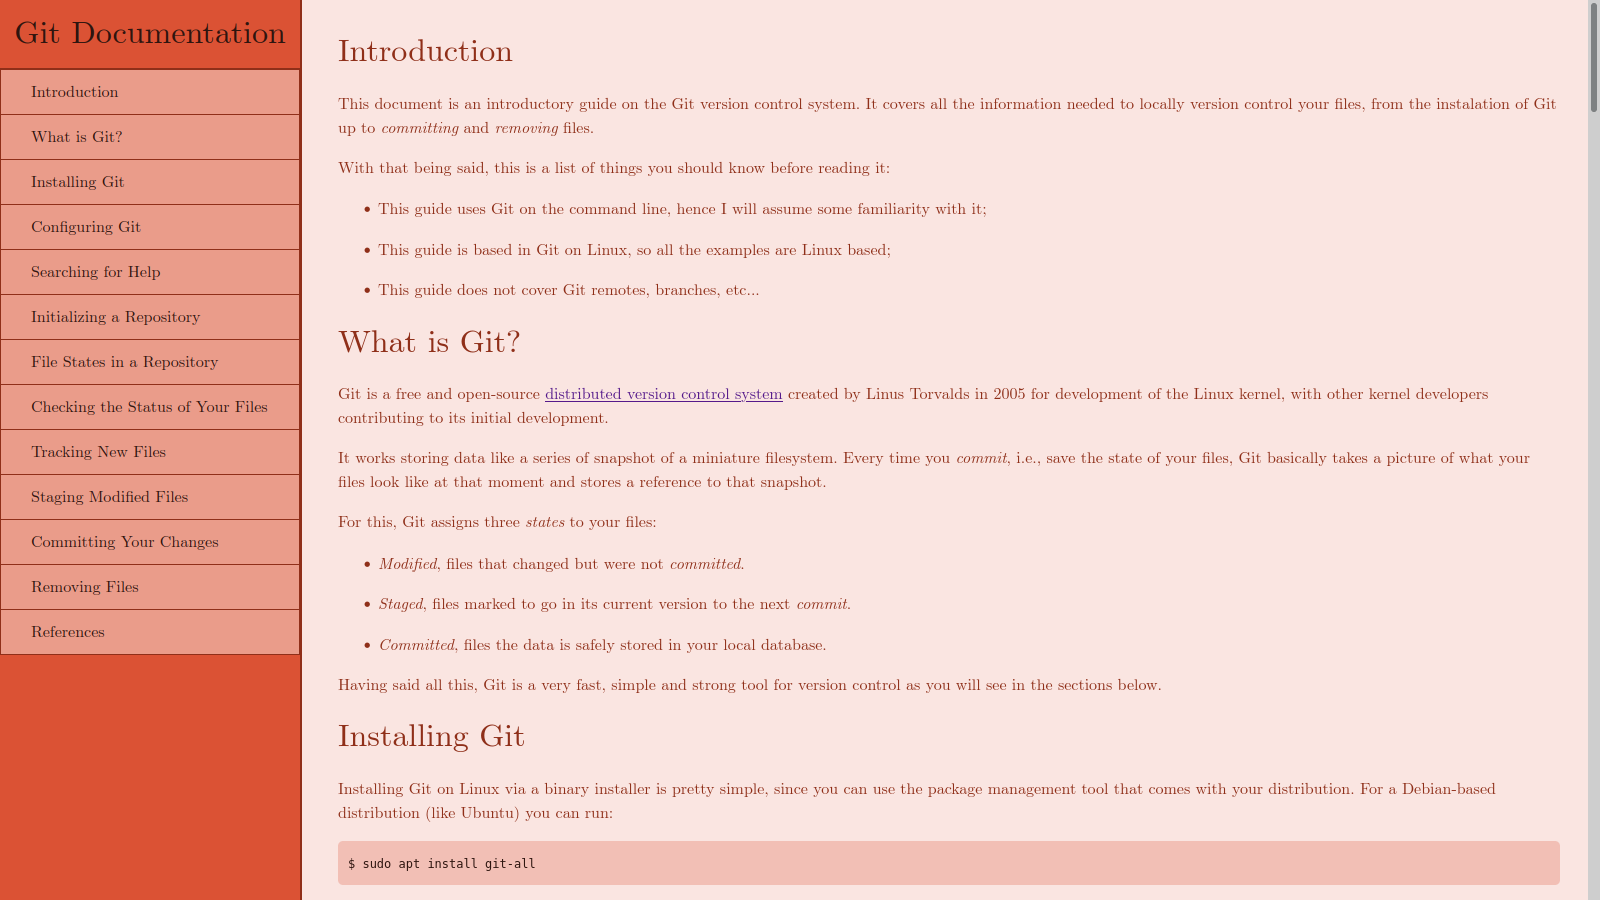 Git Documentation
Introduction
What is Git?
Installing Git
Configuring Git
Searching for Help
Initializing a Repository
File States in a Repository
Checking the Status of Your Files
Tracking New Files
Staging Modified Files
Committing Your Changes
Removing Files
References
Introduction
This document is an introductory guide on the Git version control system. It covers all the information needed to locally version control your files, from the instalation of Git
up to committing and removing files.
With that being said, this is a list of things you should know before reading it:
• This guide uses Git on the command line, hence I will assume some familiarity with it;
• This guide is based in Git on Linux, so all the examples are Linux based;
• This guide does not cover Git remotes, branches, etc...
What is Git?
Git is a free and open-source distributed version control system created by Linus Torvalds in 2005 for development of the Linux kernel, with other kernel developers
contributing to its initial development.
It works storing data like a series of snapshot of a miniature filesystem. Every time you commit, i.e., save the state of your files, Git basically takes a picture of what your
files look like at that moment and stores a reference to that snapshot.
For this, Git assigns three states to your files:
• Modified, files that changed but were not committed.
• Staged, files marked to go in its current version to the next commit.
• Committed, files the data is safely stored in your local database.
Having said all this, Git is a very fast, simple and strong tool for version control as you will see in the sections below.
Installing Git
Installing Git on Linux via a binary installer is pretty simple, since you can use the package management tool that comes with your distribution. For a Debian-based
distribution (like Ubuntu) you can run:
$ sudo apt install git-all